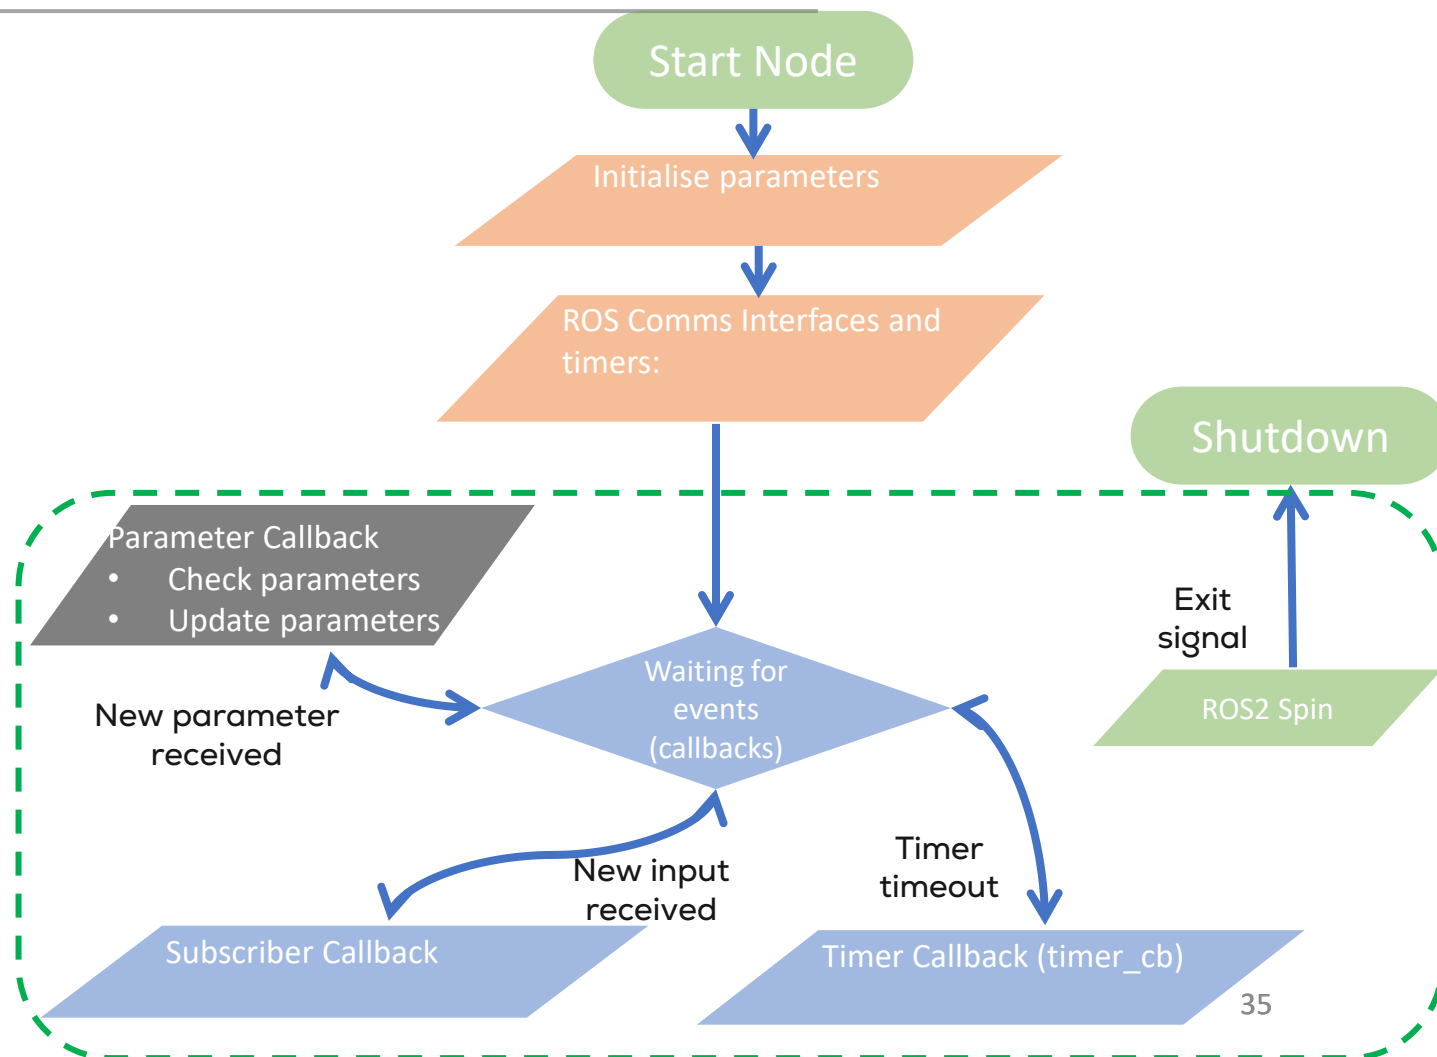 Start Node
Initialise parameters
ROS Comms Interfaces and
timers:
Shutdown
Parameter Callback
• Check parameters
• Update parameters
Exit
signal
Waiting for
events
(callbacks)
ROS2 Spin
New parameter
received
New input
received
Timer
timeout
Subscriber Callback
Timer Callback (timer_cb)
35